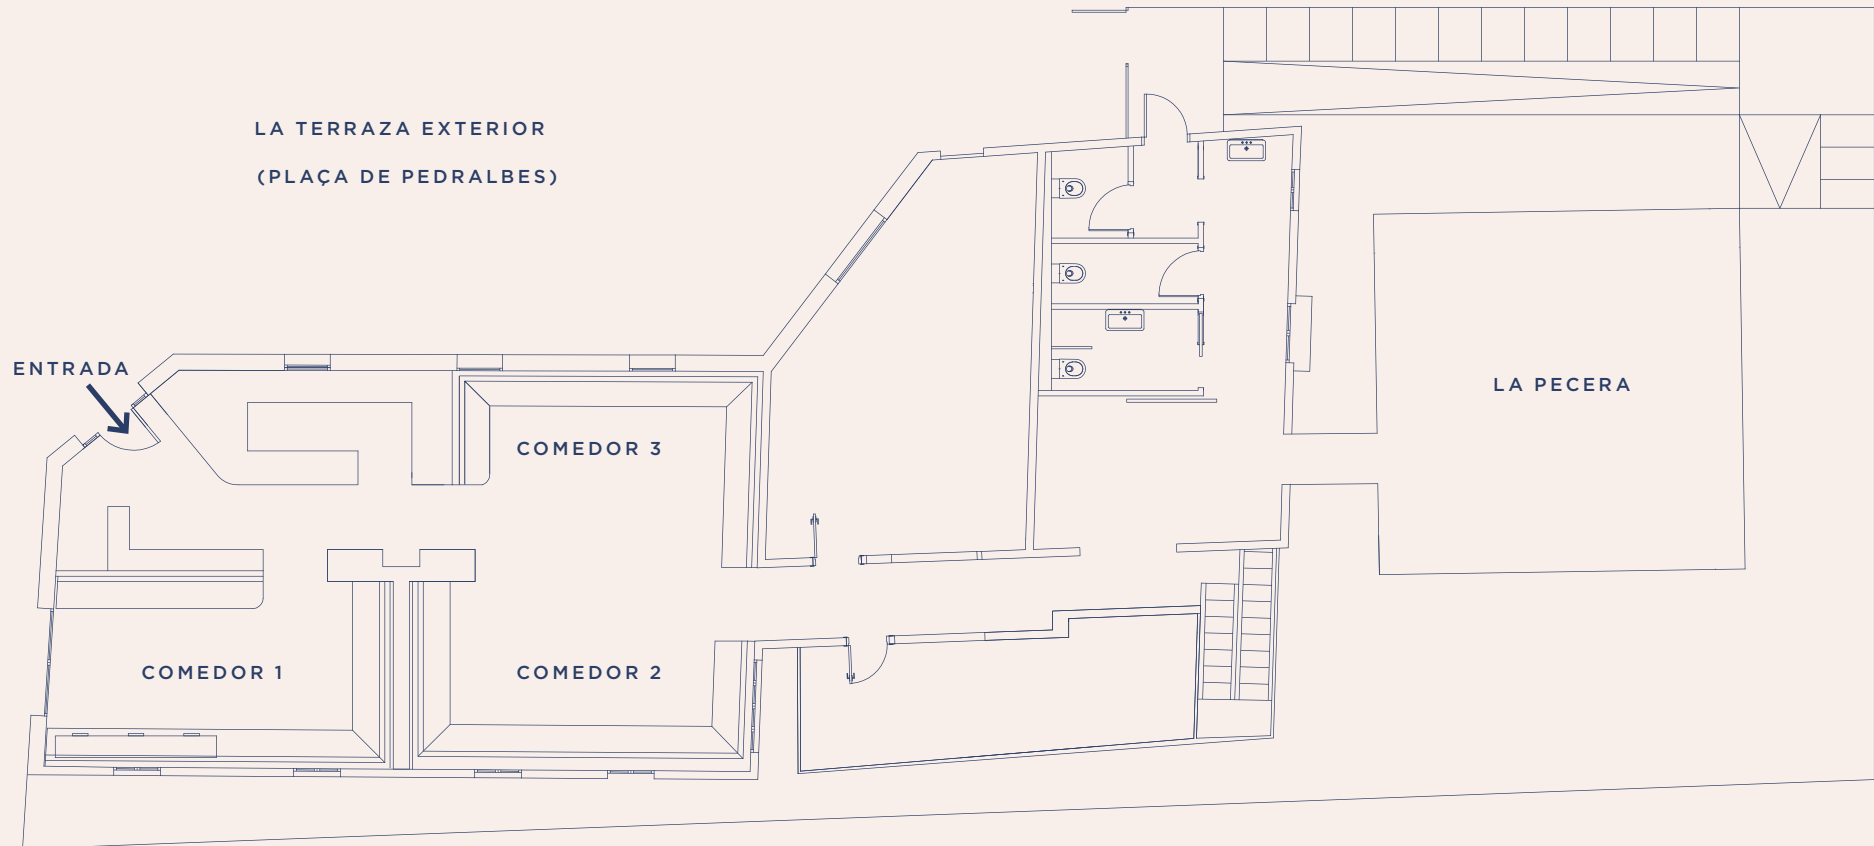 LA TERRAZA EXTERIOR
(PLAÇA DE PEDRALBES)
ENTRADA
LA PECERA
COMEDOR 3
COMEDOR 1
COMEDOR 2